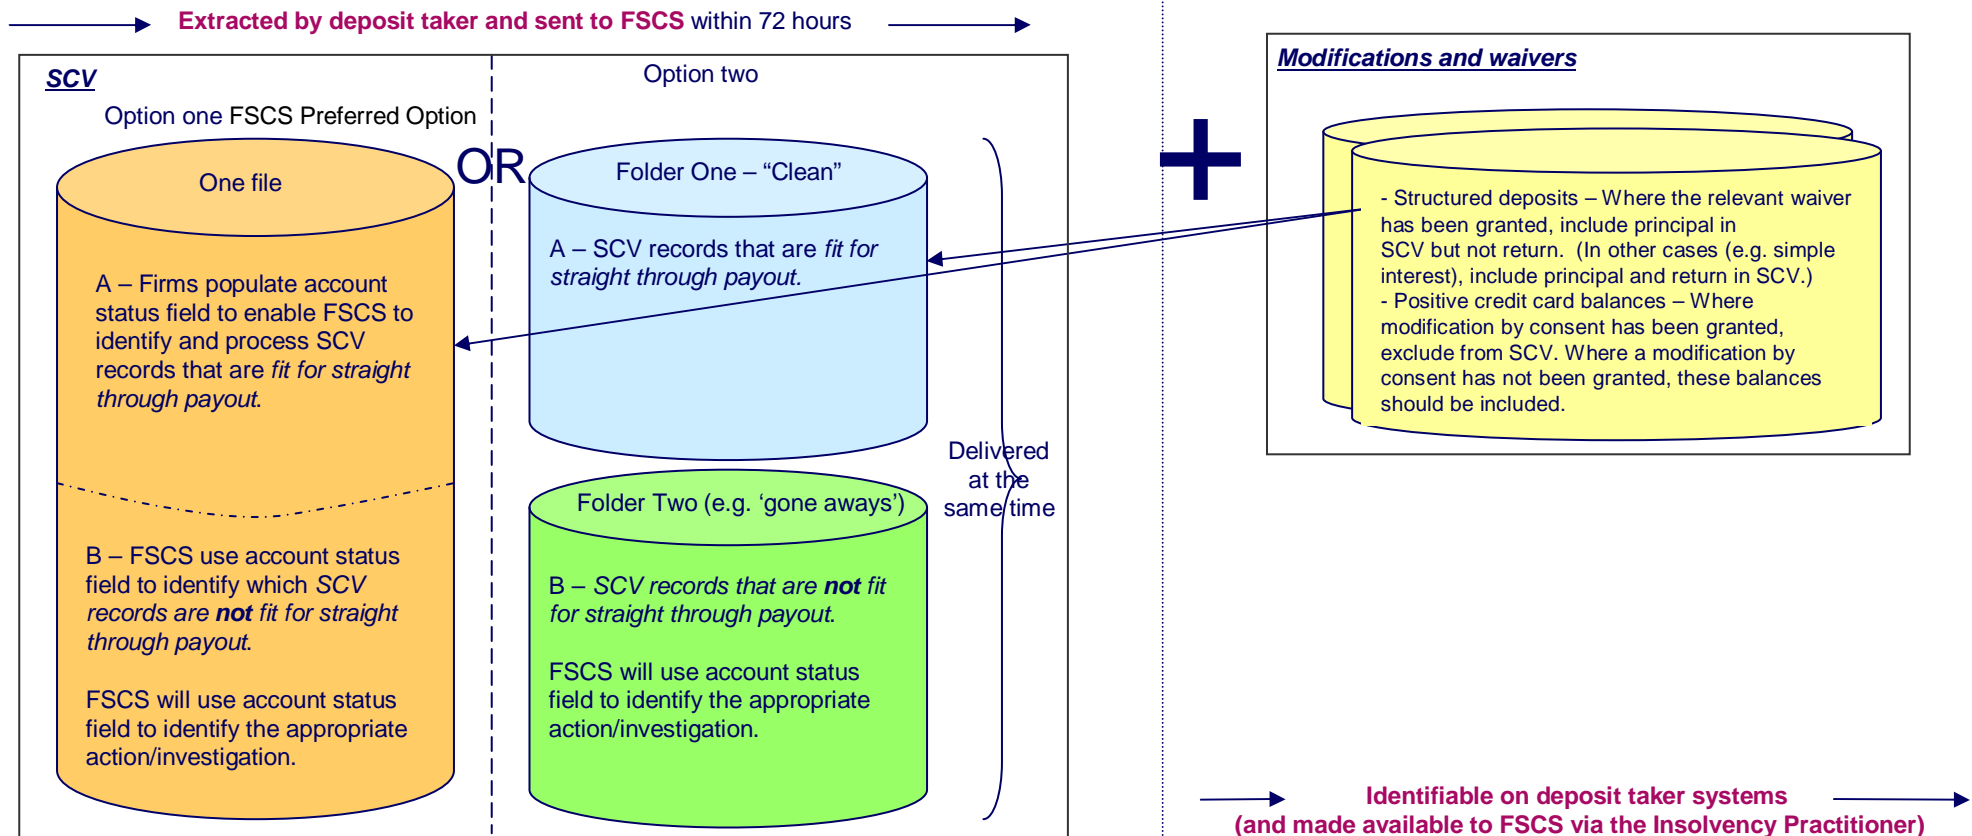 Extracted by deposit taker and sent to FSCS within 72 hours
SCV
Option one FSCS Preferred Option
One file
A – Firms populate account
status field to enable FSCS to
identify and process SCV
records that are fit for straight
through payout.
B – FSCS use account status
field to identify which SCV
records are not fit for straight
through payout.
FSCS will use account status
field to identify the appropriate
action/investigation.
OR
Option two
Folder One – “Clean”
A – SCV records that are fit for
straight through payout.
Folder Two (e.g. ‘gone aways’)
B – SCV records that are not fit
for straight through payout.
FSCS will use account status
field to identify the appropriate
action/investigation.
Delivered
at the
same time
+
Modifications and waivers
- Structured deposits – Where the relevant waiver
has been granted, include principal in
SCV but not return. (In other cases (e.g. simple
interest), include principal and return in SCV.)
- Positive credit card balances – Where
modification by consent has been granted,
exclude from SCV. Where a modification by
consent has not been granted, these balances
should be included.
Identifiable on deposit taker systems
(and made available to FSCS via the Insolvency Practitioner)